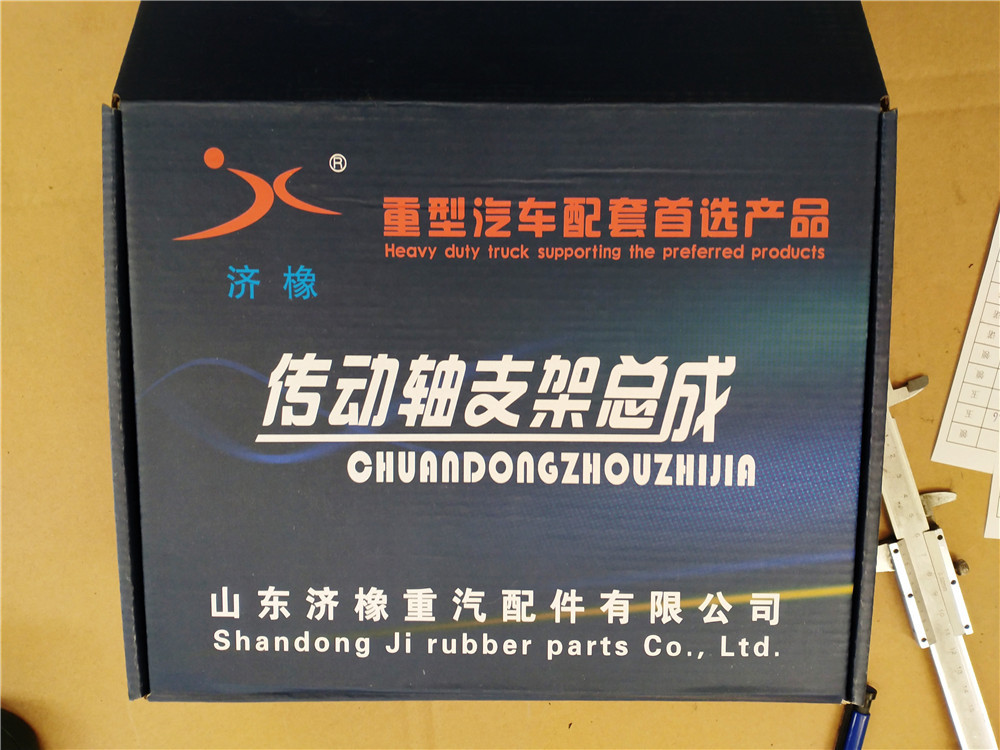 ®
重型汽车配套首选产品
Heavy duty truck supporting the preferred products
济橡
传动轴支架总成
CHUANDONGZHOUZHIJIA
山东济橡重汽配件有限公司
Shandong Ji rubber parts Co., Ltd.